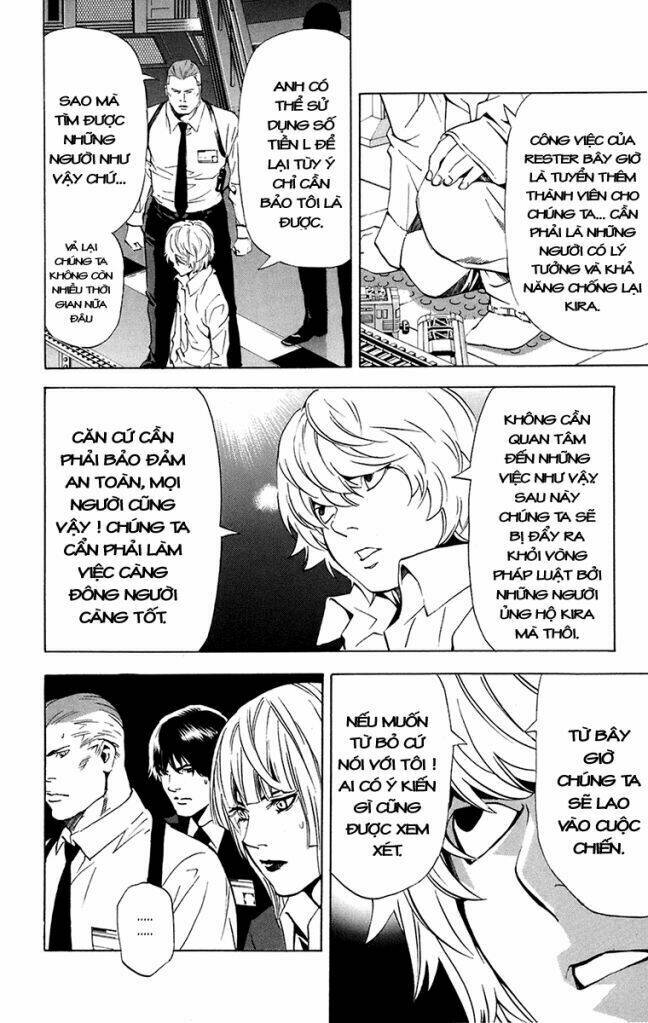 CÔNG VIỆC CỦA
RESTER BÂY GIỜ
LÀ TUYỂN THÊM
THÀNH VIÊN CHO
CHÚNG TA... CẦN
PHẢI LÀ NHỮNG
NGƯỜI CÓ LÝ
TƯỞNG VÀ KHẢ
NĂNG CHỐNG LẠI
KIRA.
ANH CÓ
THỂ SỬ
DỤNG SỐ
TIỀN L ĐỂ
LẠI TÙY Ý
CHỈ CẦN
BẢO TÔI LÀ
ĐƯỢC.
SAO MÀ
TÌM ĐƯỢC
NHỮNG
NGƯỜI NHƯ
VẬY CHỨ...
VẢ LẠI
CHÚNG TA
KHÔNG CÒN
NHIỀU THỜI
GIAN NỮA
ĐÂU
KHÔNG CẦN
QUAN TÂM
ĐẾN NHỮNG
VIỆC NHƯ VẬY.
SAU NÀY
CHÚNG TA SẼ
BỊ ĐẨY RA
KHỎI VÒNG
PHÁP LUẬT BỞI
NHỮNG NGƯỜI
ỦNG HỘ KIRA
MÀ THÔI.
CĂN CỨ CẦN
PHẢI BẢO ĐẢM
AN TOÀN, MỌI
NGƯỜI CŨNG
VẬY ! CHÚNG TA
CẨN PHẢI LÀM
VIỆC CÀNG
ĐÔNG NGƯỜI
CÀNG TỐT.
TỪ BÂY
GIỜ
CHÚNG TA
SẼ LAO
VÀO CUỘC
CHIẾN.
NẾU MUỐN
TỪ BỎ CỨ
NÓI VỚI TÔI !
AI CÓ Ý KIẾN
GÌ CŨNG
ĐƯỢC XEM
XÉT.
......
......